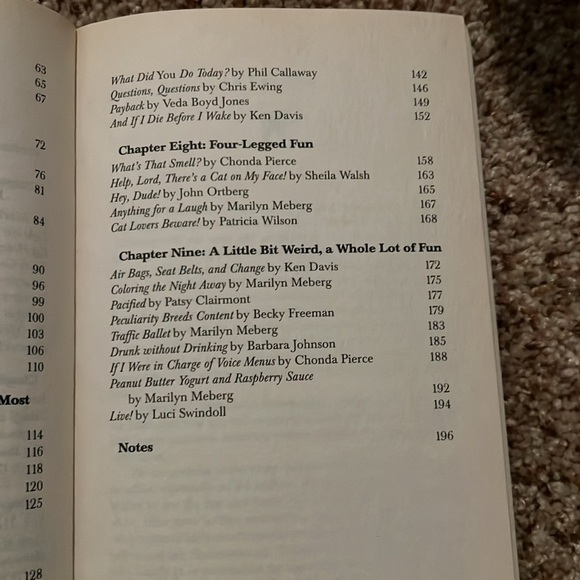 63
65
67
72
76
81
84
90
96
99
100
103
106
110
Most
114
116
118
120
125
128
What Did You Do Today? by Phil Callaway 142
Questions, Questions by Chris Ewing 146
Payback by Veda Boyd Jones 149
And If I Die Before I Wake by Ken Davis 152
Chapter Eight: Four-Legged Fun
What's That Smell? by Chonda Pierce 158
Help, Lord, There's a Cat on My Face! by Sheila Walsh 163
Hey, Dude! by John Ortberg 165
Anything for a Laugh by Marilyn Meberg 167
Cat Lovers Beware! by Patricia Wilson 168
Chapter Nine: A Little Bit Weird, a Whole Lot of Fun
Air Bags, Seat Belts, and Change by Ken Davis 172
Coloring the Night Away by Marilyn Meberg 175
Pacified by Patsy Clairmont 177
Peculiarity Breeds Content by Becky Freeman 179
Traffic Ballet by Marilyn Meberg 183
Drunk without Drinking by Barbara Johnson 185
If I Were in Charge of Voice Menus by Chonda Pierce 188
Peanut Butter Yogurt and Raspberry Sauce
by Marilyn Meberg 192
Live! by Luci Swindoll 194
Notes 196